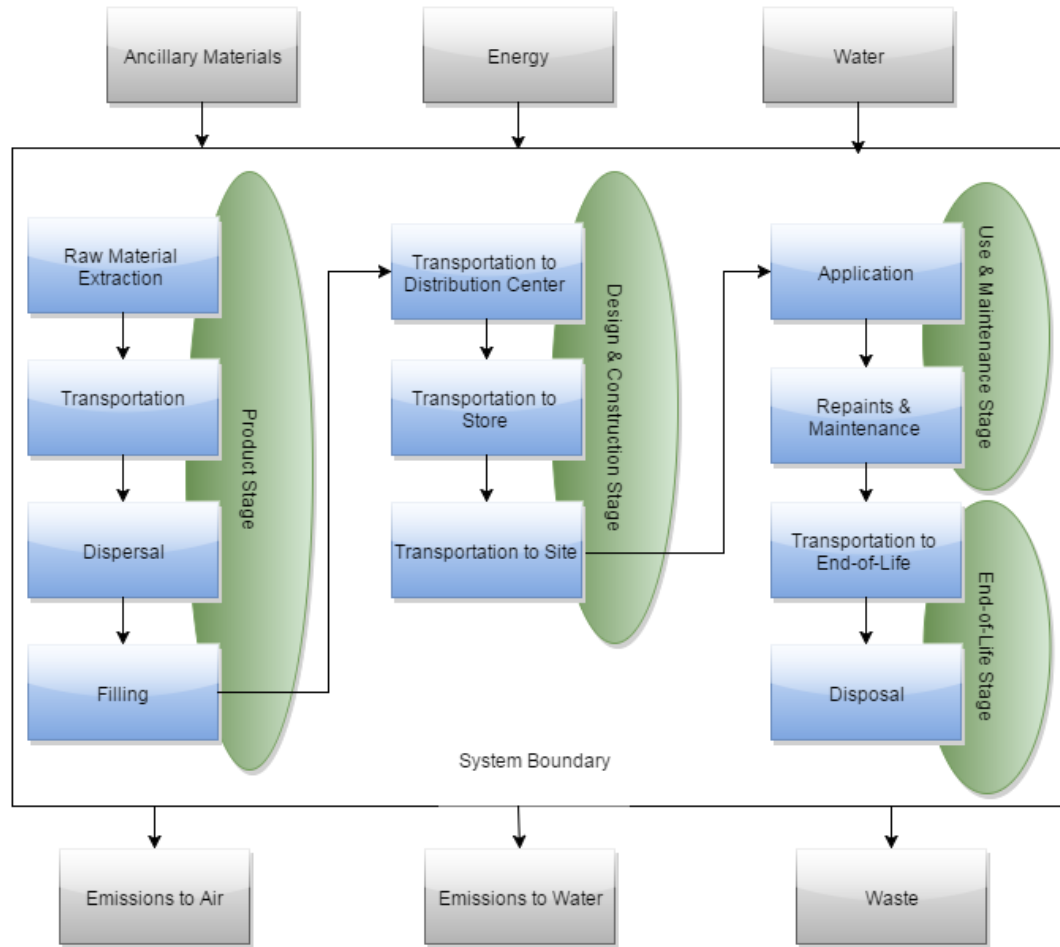 Ancillary Materials
Energy
Water
Raw Material
Extraction
Transportation
Dispersal
Filling
Product Stage
Transportation to
Distribution Center
Transportation to
Store
Transportation to Site
Design & Construction Stage
Application
Repaints &
Maintenance
Use & Maintenance Stage
Transportation to
End-of-Life
Disposal
End-of-Life Stage
System Boundary
Emissions to Air
Emissions to Water
Waste